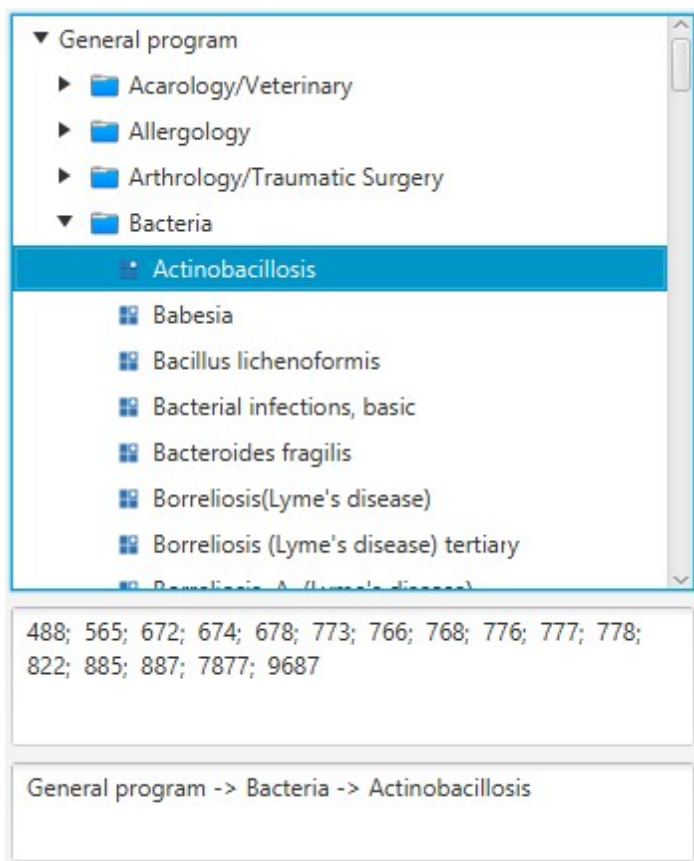 General program
Acarology/Veterinary
Allergology
Arthrology/Traumatic Surgery
Bacteria
Actinobacillosis
Babesia
Bacillus lichenoformis
Bacterial infections, basic
Bacteroides fragilis
Borreliosis(Lyme's disease)
Borreliosis (Lyme's disease) tertiary
488; 565; 672; 674; 678; 773; 766; 768; 776; 777; 778;
822; 885; 887; 7877; 9687
General program -> Bacteria -> Actinobacillosis